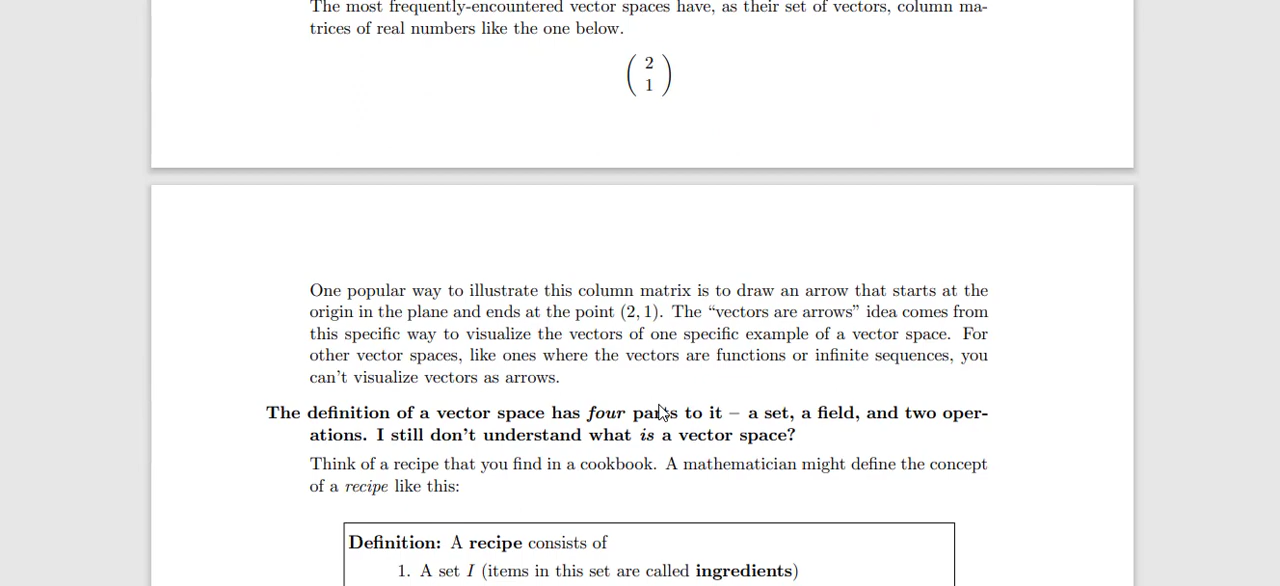 The most frequently-encountered vector spaces have, as their set of vectors, column ma-
trices of real numbers like the one below.
2
1
One popular way to illustrate this column matrix is to draw an arrow that starts at the
origin in the plane and ends at the point (2, 1). The “vectors are arrows” idea comes from
this specific way to visualize the vectors of one specific example of a vector space. For
other vector spaces, like ones where the vectors are functions or infinite sequences, you
can’t visualize vectors as arrows.
The definition of a vector space has four parts to it – a set, a field, and two oper-
ations. I still don’t understand what is a vector space?
Think of a recipe that you find in a cookbook. A mathematician might define the concept
of a recipe like this:
Definition: A recipe consists of
1. A set I (items in this set are called ingredients)